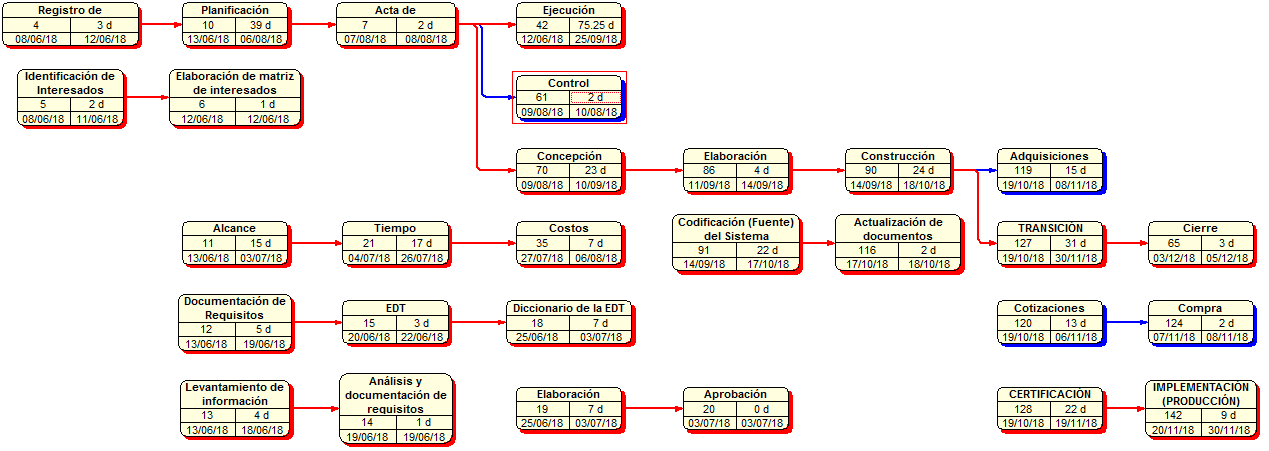 Registro de
4 3 d
08/06/18 12/06/18
Planificación
10 39 d
13/06/18 06/08/18
Acta de
7 2 d
07/08/18 08/08/18
Ejecución
42 75.25 d
12/06/18 25/09/18
Identificación de
Interesados
5 2 d
08/06/18 11/06/18
Elaboración de matriz
de interesados
6 1 d
12/06/18 12/06/18
Control
61 2 d
09/08/18 10/08/18
Concepción
70 23 d
09/08/18 10/09/18
Elaboración
86 4 d
11/09/18 14/09/18
Construcción
90 24 d
14/09/18 18/10/18
Adquisiciones
119 15 d
19/10/18 08/11/18
Alcance
11 15 d
13/06/18 03/07/18
Tiempo
21 17 d
04/07/18 26/07/18
Costos
35 7 d
27/07/18 06/08/18
Codificación (Fuente)
del Sistema
91 22 d
14/09/18 17/10/18
Actualización de
documentos
116 2 d
17/10/18 18/10/18
TRANSICIÓN
127 31 d
19/10/18 30/11/18
Cierre
65 3 d
03/12/18 05/12/18
Documentación de
Requisitos
12 5 d
13/06/18 19/06/18
EDT
15 3 d
20/06/18 22/06/18
Diccionario de la EDT
18 7 d
25/06/18 03/07/18
Cotizaciones
120 13 d
19/10/18 06/11/18
Compra
124 2 d
07/11/18 08/11/18
Levantamiento de
información
13 4 d
13/06/18 18/06/18
Análisis y
documentación de
requisitos
14 1 d
19/06/18 19/06/18
Elaboración
19 7 d
25/06/18 03/07/18
Aprobación
20 0 d
03/07/18 03/07/18
CERTIFICACIÓN
128 22 d
19/10/18 19/11/18
IMPLEMENTACIÓN
(PRODUCCIÓN)
142 9 d
20/11/18 30/11/18